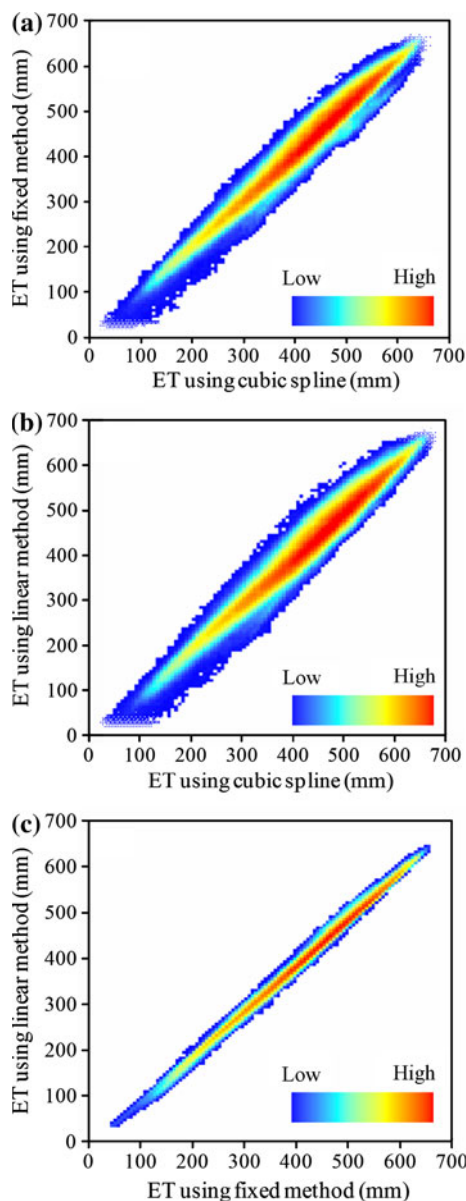 (a)
700
600
500
400
300
200
100
0
ET using fixed method (mm)
Low High
0 100 200 300 400 500 600 700
ET using cubic spline (mm)
(b)
700
600
500
400
300
200
100
0
ET using linear method (mm)
Low High
0 100 200 300 400 500 600 700
ET using cubic spline (mm)
(c)
700
600
500
400
300
200
100
0
ET using linear method (mm)
Low High
0 100 200 300 400 500 600 700
ET using fixed method (mm)